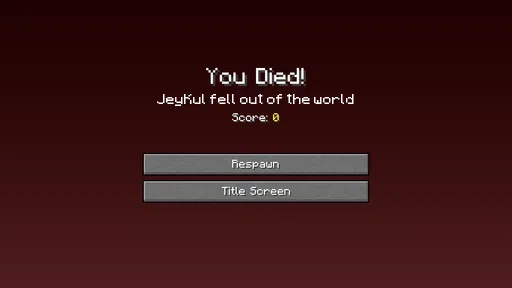 You Died!
JeyKul fell out of the world
Score: 0
Respawn
Title Screen